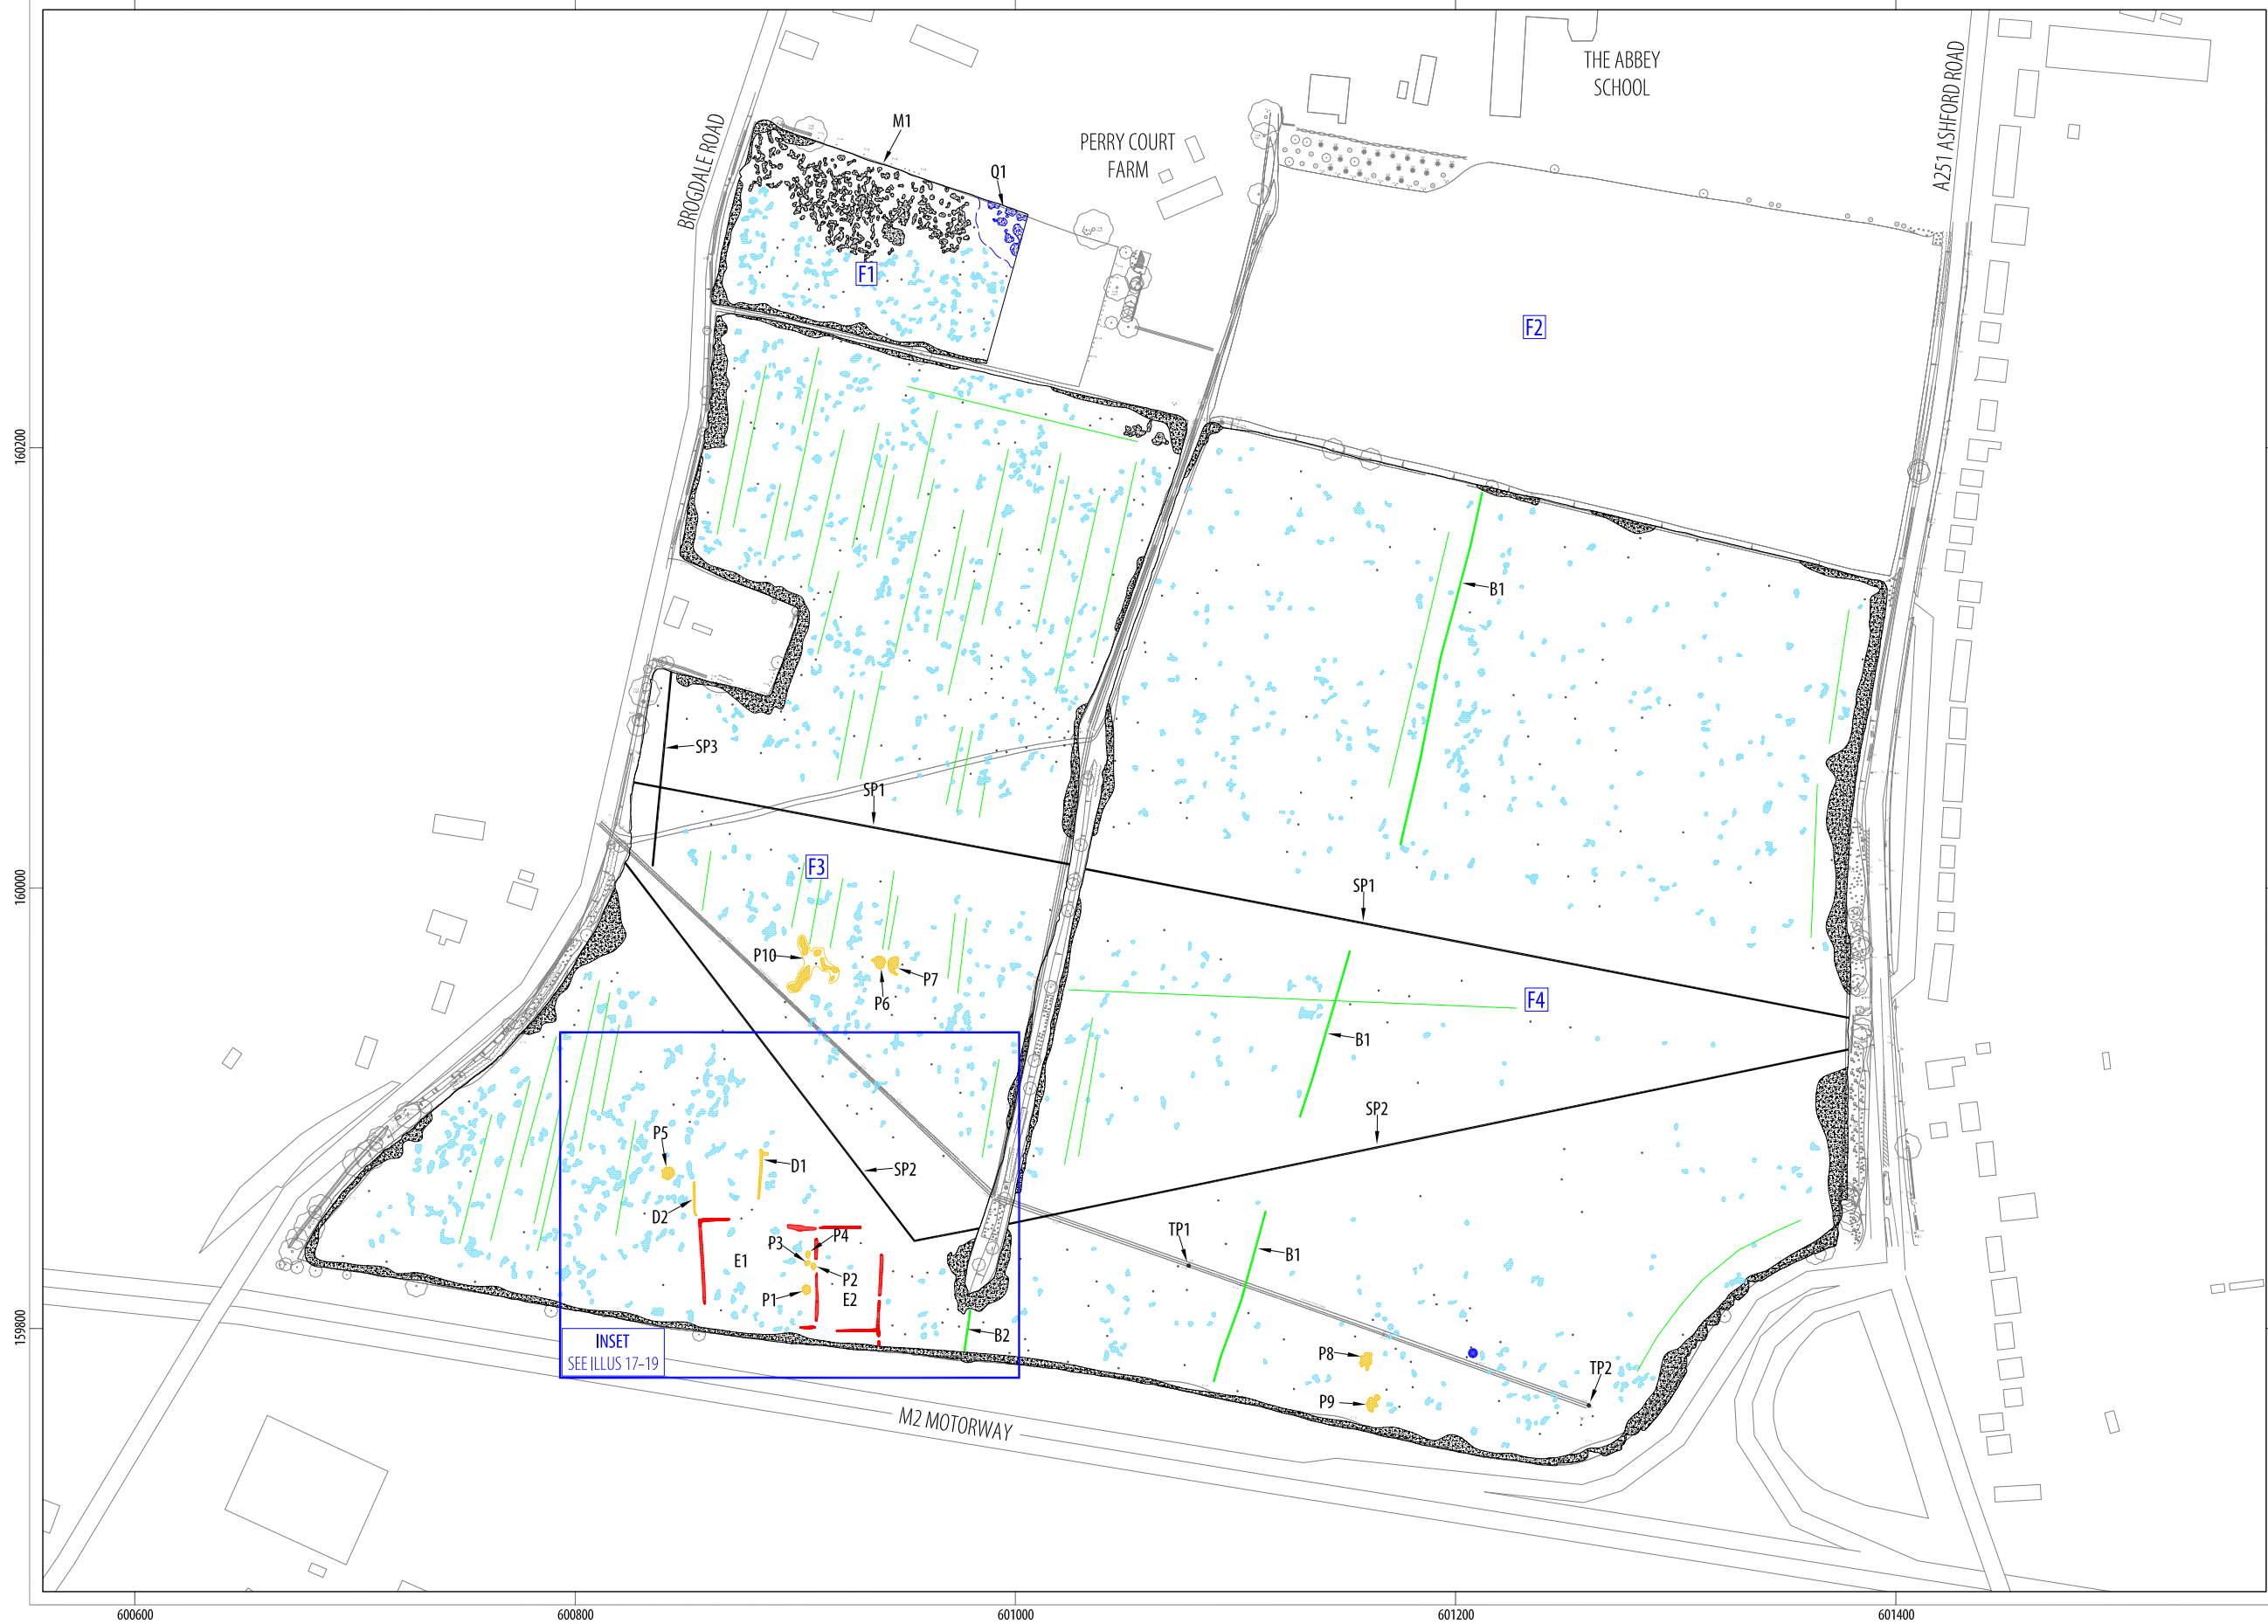 THE ABBEY
SCHOOL
A251 ASHFORD ROAD
BROGDALE ROAD
M1
PERRY COURT
FARM
Q1
F1
F2
160200
B1
SP3
SP1
F3
SP1
160000
P10
P7
P6
F4
B1
SP2
P5
D1
SP2
D2
TP1
P3
P4
E1
B1
P2
P1
E2
B2
INSET
SEE ILLUS 17-19
159800
P8
TP2
P9
M2 MOTORWAY
600600
600800
601000
601200
601400